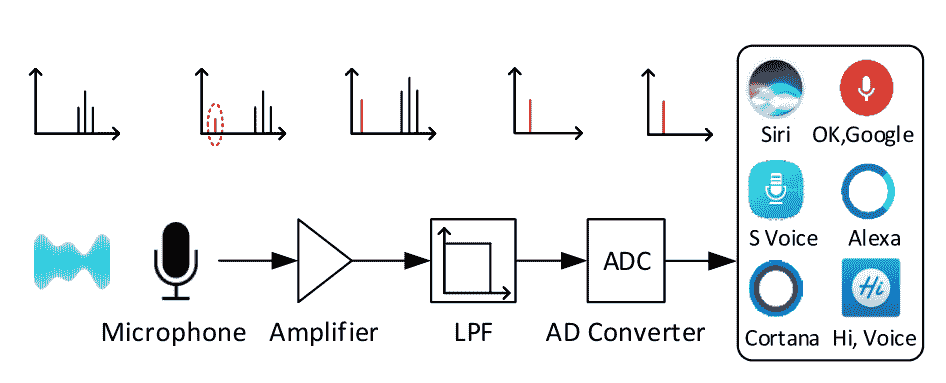 Siri
OK,Google
S Voice
Alexa
Cortana
Hi
Hi, Voice
Microphone
Amplifier
LPF
ADC
AD Converter